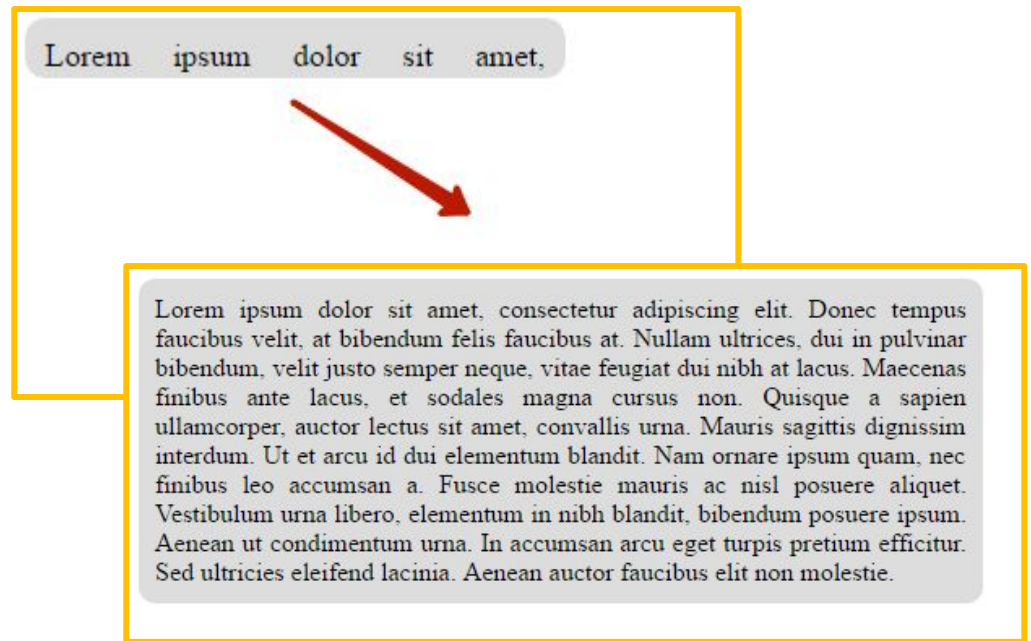 Lorem ipsum dolor sit amet,
Lorem ipsum dolor sit amet, consectetur adipiscing elit. Donec tempus
faucibus velit, at bibendum felis faucibus at. Nullam ultrices, dui in pulvinar
bibendum, velit justo semper neque, vitae feugiat dui nibh at lacus. Maecenas
finibus ante lacus, et sodales magna cursus non. Quisque a sapien
ullamcorper, auctor lectus sit amet, convallis urna. Mauris sagittis dignissim
interdum. Ut et arcu id dui elementum blandit. Nam ornare ipsum quam, nec
finibus leo accumsan a. Fusce molestie mauris ac nisl posuere aliquet.
Vestibulum urna libero, elementum in nibh blandit, bibendum posuere ipsum.
Aenean ut condimentum urna. In accumsan arcu eget turpis pretium efficitur.
Sed ultricies eleifend lacinia. Aenean auctor faucibus elit non molestie.